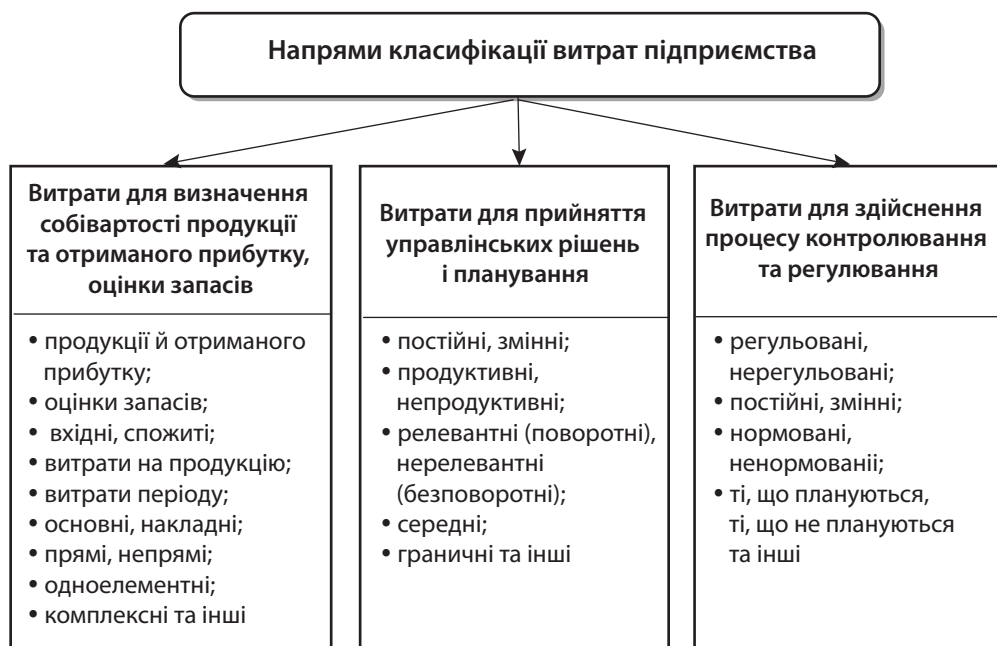 Напрями класифікації витрат підприємства
Витрати для визначення
собівартості продукції
та отриманого прибутку,
оцінки запасів
• продукції й отриманого
прибутку;
• оцінки запасів;
• вхідні, спожиті;
• витрати на продукцію;
• витрати періоду;
• основні, накладні;
• прямі, непрямі;
• одноелементні;
• комплексні та інші
Витрати для прийняття
управлінських рішень
і планування
• постійні, змінні;
• продуктивні,
непродуктивні;
• релевантні (поворотні),
нерелевантні
(безповоротні);
• середні;
• граничні та інші
Витрати для здійснення
процесу контролювання
та регулювання
• регульовані,
нерегульовані;
• постійні, змінні;
• нормовані,
ненормованіі;
• ті, що плануються,
ті, що не плануються
та інші